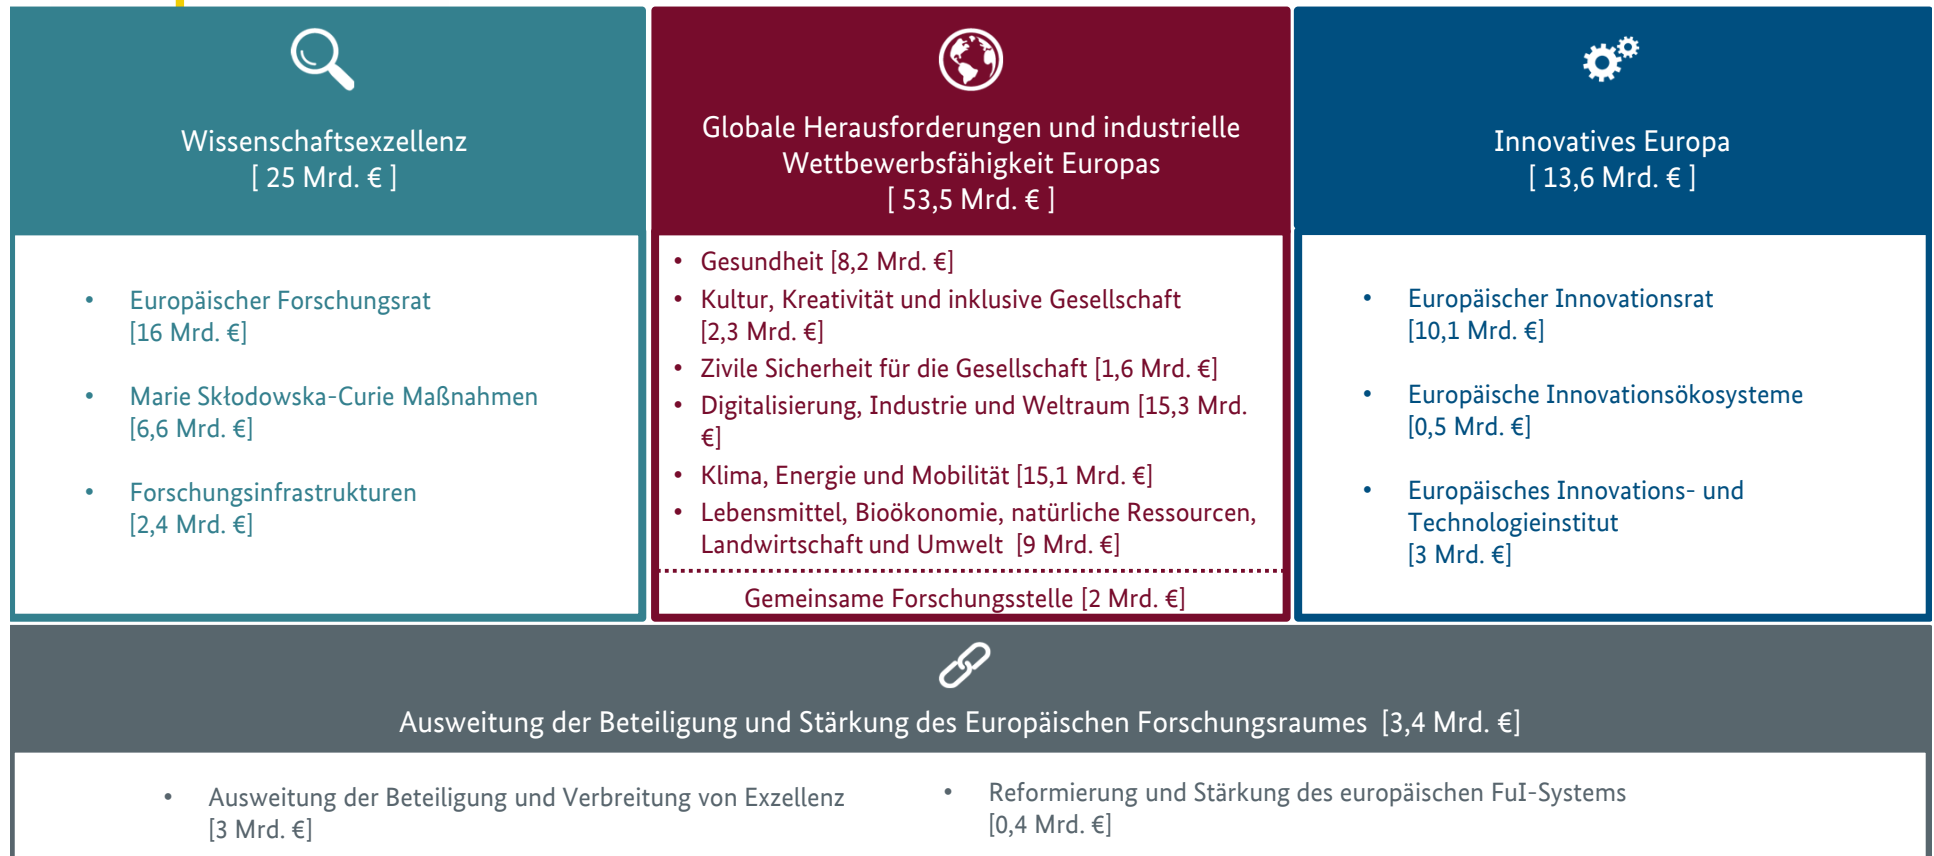 Wissenschaftsexzellenz
[ 25 Mrd. € ]
• Europäischer Forschungsrat
[16 Mrd. €]
• Marie Skłodowska-Curie Maßnahmen
[6,6 Mrd. €]
• Forschungsinfrastrukturen
[2,4 Mrd. €]
Globale Herausforderungen und industrielle
Wettbewerbsfähigkeit Europas
[ 53,5 Mrd. € ]
• Gesundheit [8,2 Mrd. €]
• Kultur, Kreativität und inklusive Gesellschaft
[2,3 Mrd. €]
• Zivile Sicherheit für die Gesellschaft [1,6 Mrd. €]
• Digitalisierung, Industrie und Weltraum [15,3 Mrd.
€]
• Klima, Energie und Mobilität [15,1 Mrd. €]
• Lebensmittel, Bioökonomie, natürliche Ressourcen,
Landwirtschaft und Umwelt [9 Mrd. €]
Gemeinsame Forschungsstelle [2 Mrd. €]
Innovatives Europa
[ 13,6 Mrd. € ]
• Europäischer Innovationsrat
[10,1 Mrd. €]
• Europäische Innovationsökosysteme
[0,5 Mrd. €]
• Europäisches Innovations- und
Technologieinstitut
[3 Mrd. €]
Ausweitung der Beteiligung und Stärkung des Europäischen Forschungsraumes [3,4 Mrd. €]
• Ausweitung der Beteiligung und Verbreitung von Exzellenz
[3 Mrd. €]
• Reformierung und Stärkung des europäischen FuI-Systems
[0,4 Mrd. €]